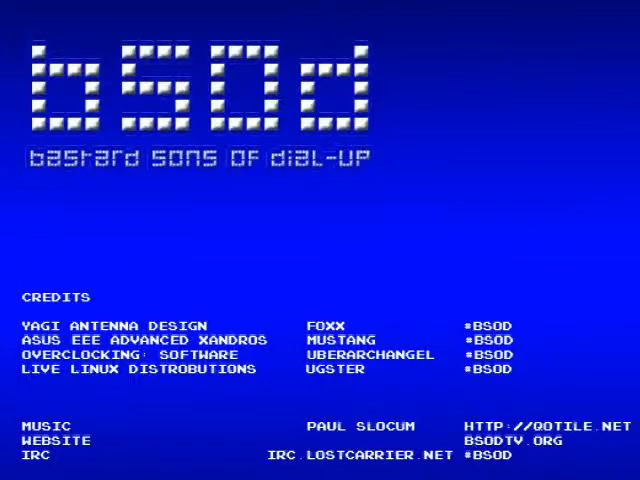 bSOd
bastard sons of dial-up
CREDITS
YAGI ANTENNA DESIGN FOXX #BSOD
ASUS EEE ADVANCED XANDROS MUSTANG #BSOD
OVERCLOCKING: SOFTWARE UBERARCHANGEL #BSOD
LIVE LINUX DISTROBUTIONS UGSTER #BSOD
MUSIC PAUL SLOCUM HTTP://QOTILE.NET
WEBSITE BSODTV.ORG
IRC IRC.LOSTCARRIER.NET #BSOD